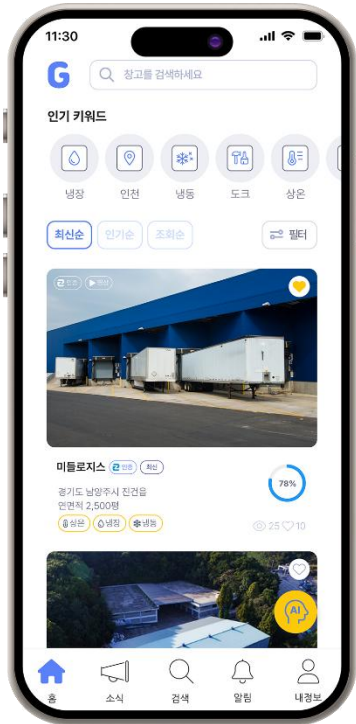 11:30
G
창고를 검색하세요
인기 키워드
냉장
인천
냉동
도크
상온
최신순
인기순
조회순
필터
인증
영상
미들로지스
인증
최신
경기도 남양주시 진건읍
연면적 2,500평
상온
냉장
냉동
78%
25
10
AI
홈
소식
검색
알림
내정보